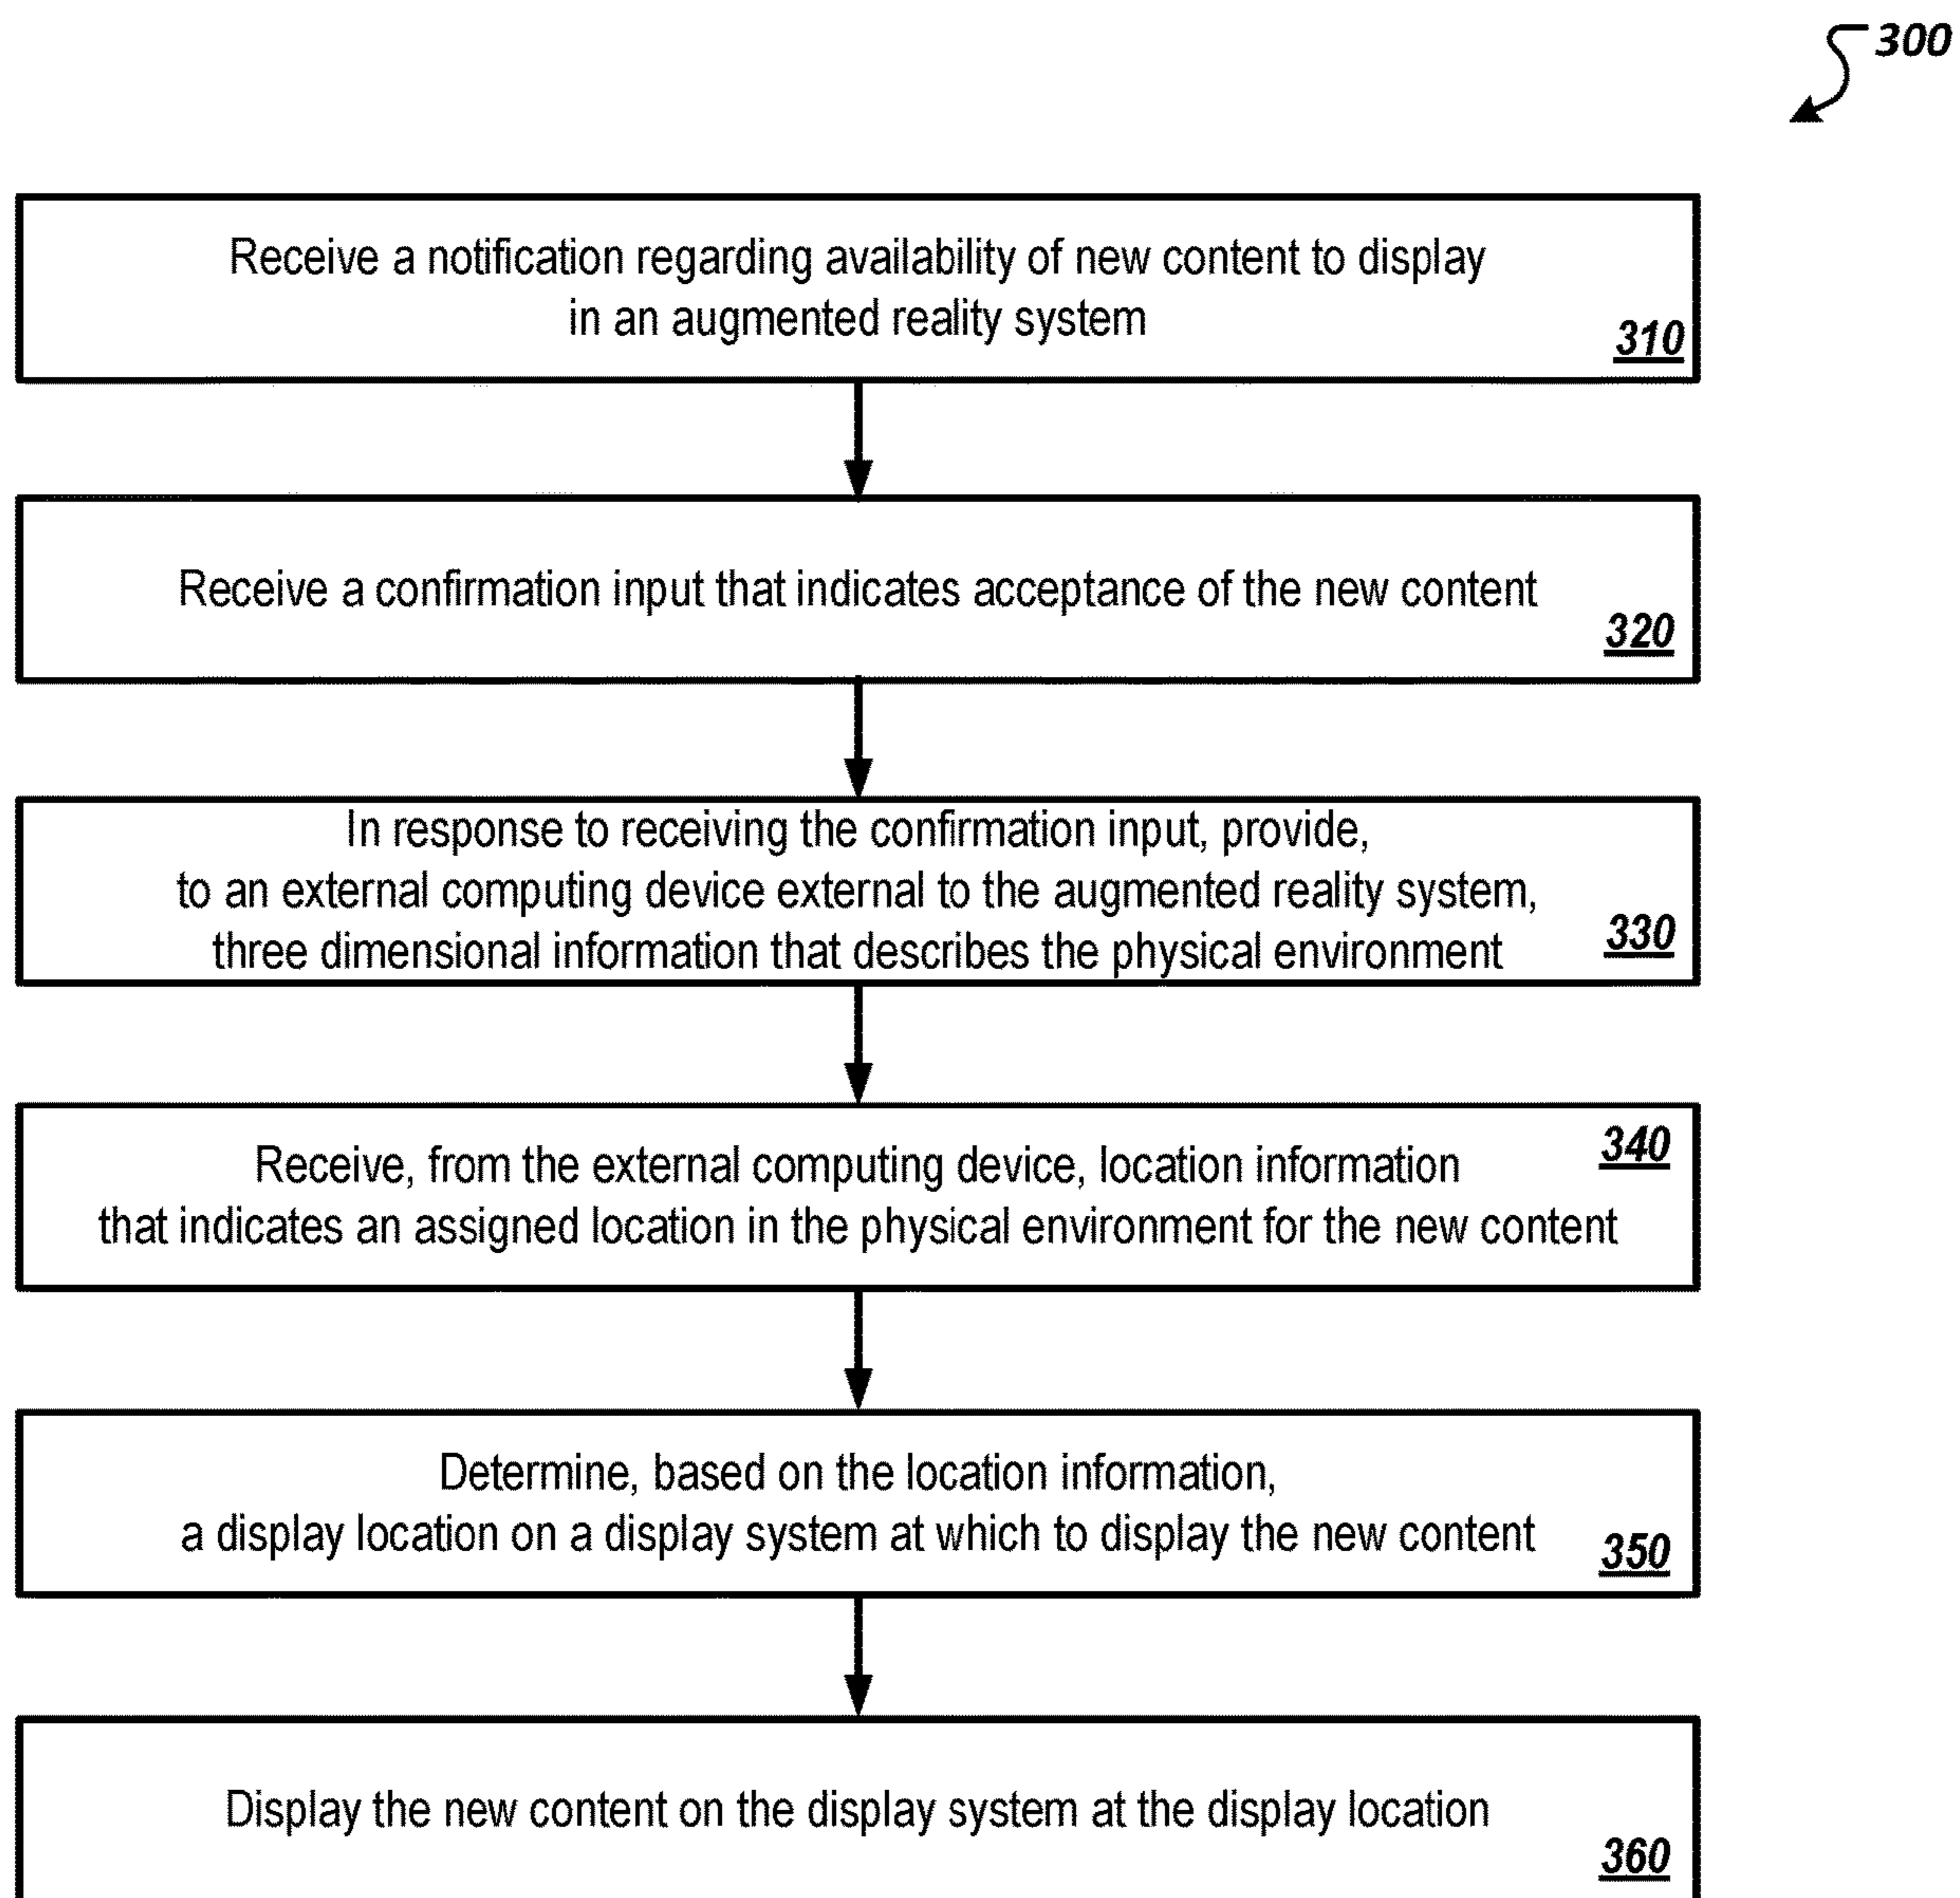 300
Receive a notification regarding availability of new content to display
in an augmented reality system
310
Receive a confirmation input that indicates acceptance of the new content
320
In response to receiving the confirmation input, provide,
to an external computing device external to the augmented reality system,
three dimensional information that describes the physical environment
330
340
Receive, from the external computing device, location information
that indicates an assigned location in the physical environment for the new content
Determine, based on the location information,
a display location on a display system at which to display the new content
350
Display the new content on the display system at the display location
360